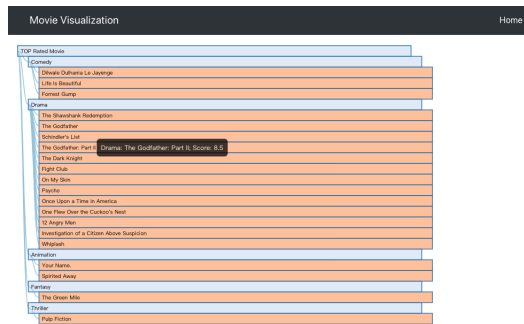 Movie Visualization Home
TOP Rated Movie
Comedy
Dilwale Dulhania Le Jayenge
Life Is Beautiful
Forrest Gump
Drama
The Shawshank Redemption
The Godfather
Schindler's List
The Godfather: Part II Drama: The Godfather: Part II; Score: 8.5
The Dark Knight
Fight Club
On My Skin
Psycho
Once Upon a Time in America
One Flew Over the Cuckoo's Nest
12 Angry Men
Investigation of a Citizen Above Suspicion
Whiplash
Animation
Your Name.
Spirited Away
Fantasy
The Green Mile
Thriller
Pulp Fiction